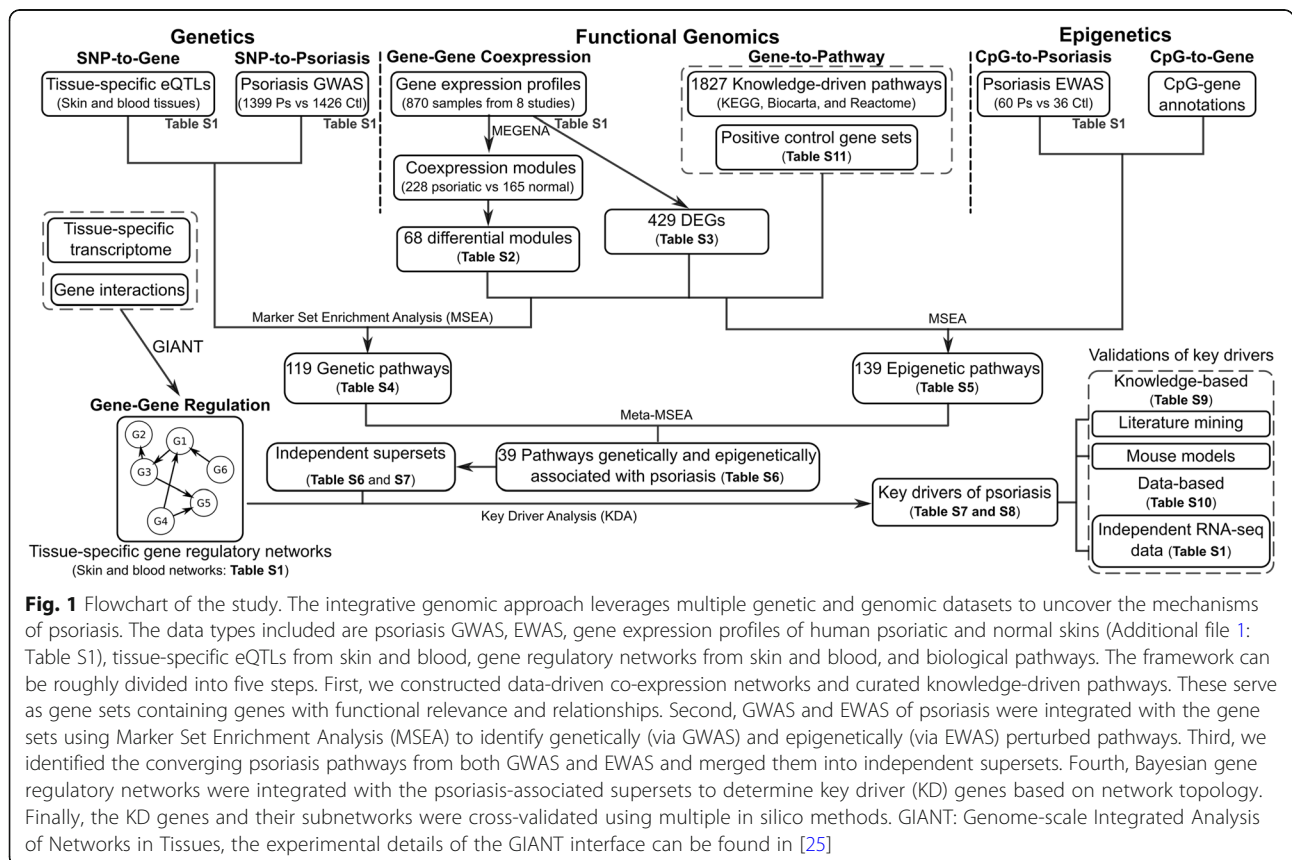 Genetics
Functional Genomics
Epigenetics
SNP-to-Gene
SNP-to-Psoriasis
Gene-Gene Coexpression
Gene-to-Pathway
CpG-to-Psoriasis
CpG-to-Gene
Tissue-specific eQTLs
(Skin and blood tissues)
Table S1
Psoriasis GWAS
(1399 Ps vs 1426 Ctl)
Table S1
Gene expression profiles
(870 samples from 8 studies)
Table S1
MEGENA
1827 Knowledge-driven pathways
(KEGG, Biocarta, and Reactome)
Positive control gene sets
(Table S11)
Psoriasis EWAS
(60 Ps vs 36 Ctl)
Table S1
CpG-gene
annotations
Coexpression modules
(228 psoriatic vs 165 normal)
68 differential modules
(Table S2)
429 DEGs
(Table S3)
Tissue-specific
transcriptome
Gene interactions
GIANT
Marker Set Enrichment Analysis (MSEA)
MSEA
119 Genetic pathways
(Table S4)
139 Epigenetic pathways
(Table S5)
Meta-MSEA
Gene-Gene Regulation
G2
G1
G3
G6
G5
G4
Tissue-specific gene regulatory networks
(Skin and blood networks: Table S1)
Independent supersets
(Table S6 and S7)
39 Pathways genetically and epigenetically
associated with psoriasis (Table S6)
Key Driver Analysis (KDA)
Key drivers of psoriasis
(Table S7 and S8)
Validations of key drivers
Knowledge-based
(Table S9)
Literature mining
Mouse models
Data-based
(Table S10)
Independent RNA-seq
data (Table S1)
Fig. 1 Flowchart of the study. The integrative genomic approach leverages multiple genetic and genomic datasets to uncover the mechanisms
of psoriasis. The data types included are psoriasis GWAS, EWAS, gene expression profiles of human psoriatic and normal skins (Additional file 1:
Table S1), tissue-specific eQTLs from skin and blood, gene regulatory networks from skin and blood, and biological pathways. The framework can
be roughly divided into five steps. First, we constructed data-driven co-expression networks and curated knowledge-driven pathways. These serve
as gene sets containing genes with functional relevance and relationships. Second, GWAS and EWAS of psoriasis were integrated with the gene
sets using Marker Set Enrichment Analysis (MSEA) to identify genetically (via GWAS) and epigenetically (via EWAS) perturbed pathways. Third, we
identified the converging psoriasis pathways from both GWAS and EWAS and merged them into independent supersets. Fourth, Bayesian gene
regulatory networks were integrated with the psoriasis-associated supersets to determine key driver (KD) genes based on network topology.
Finally, the KD genes and their subnetworks were cross-validated using multiple in silico methods. GIANT: Genome-scale Integrated Analysis
of Networks in Tissues, the experimental details of the GIANT interface can be found in [25]